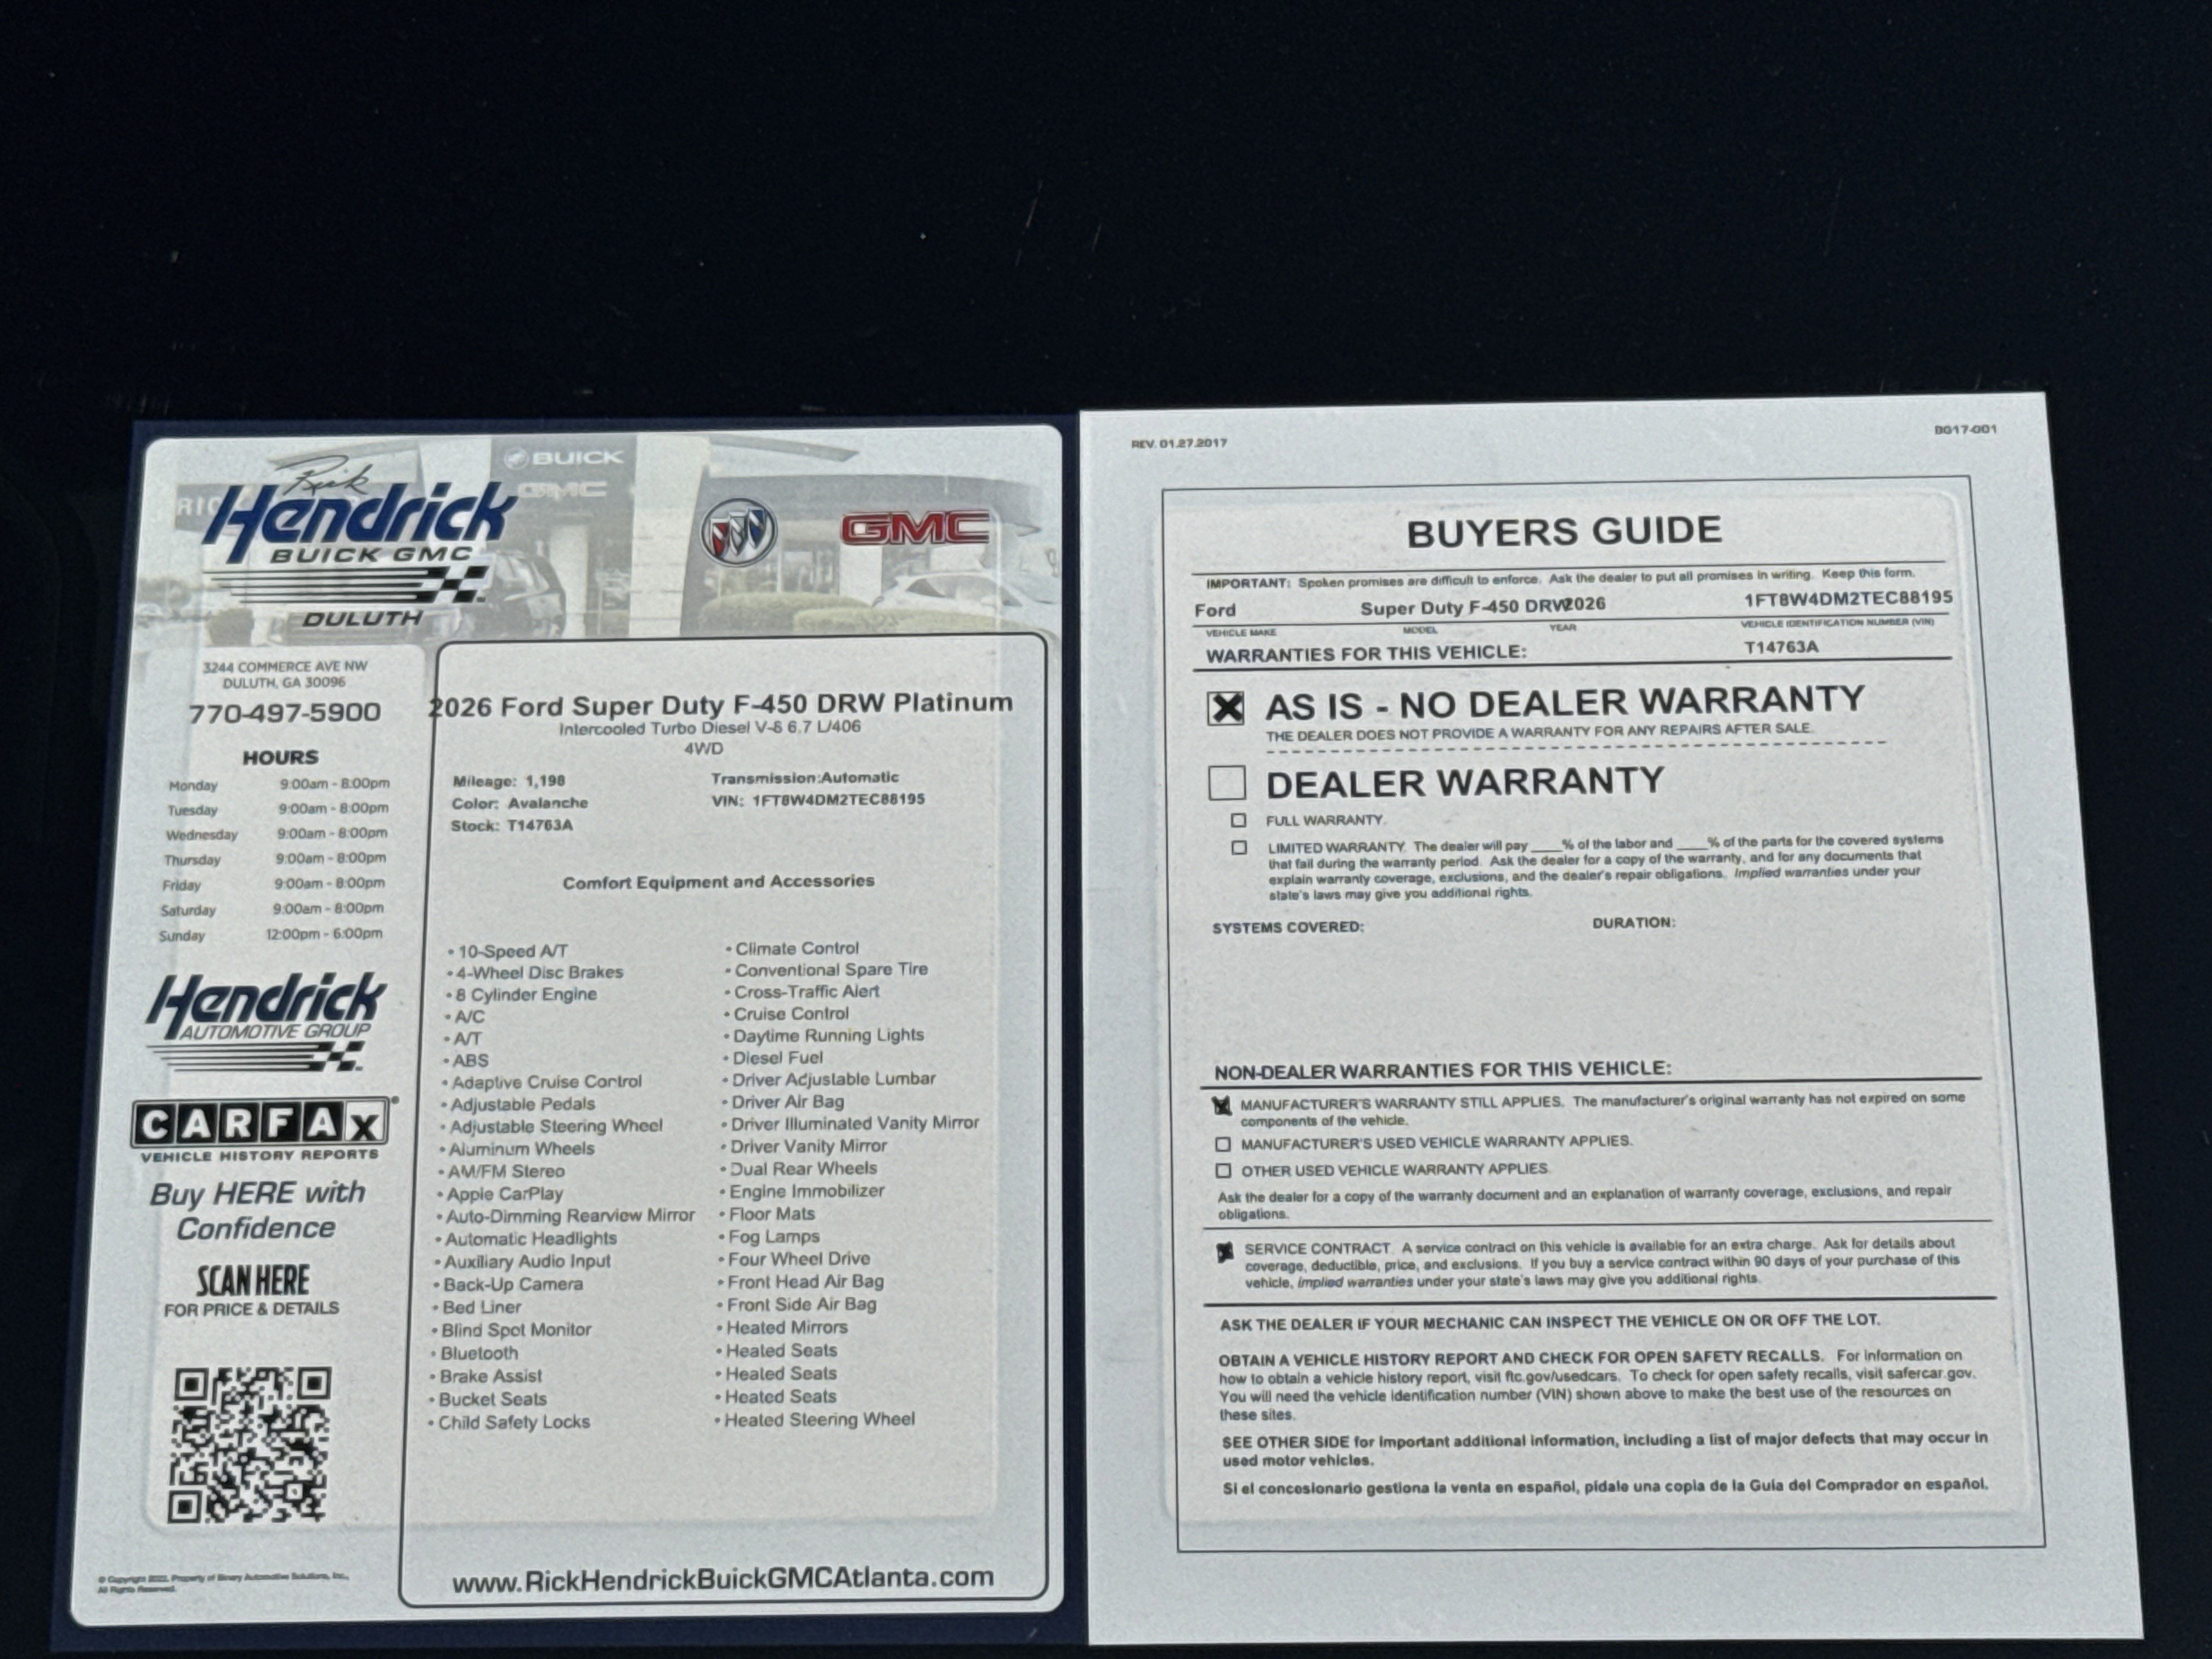 Rick
Hendrick
BUICK GMC
DULUTH
BUICK
GMC
GMC
3244 COMMERCE AVE NW
DULUTH, GA 30096
770-497-5900
HOURS
Monday 9:00am - 8:00pm
Tuesday 9:00am - 8:00pm
Wednesday 9:00am - 8:00pm
Thursday 9:00am - 8:00pm
Friday 9:00am - 8:00pm
Saturday 9:00am - 8:00pm
Sunday 12:00pm - 6:00pm
Hendrick
AUTOMOTIVE GROUP
CARFAX®
VEHICLE HISTORY REPORTS
Buy HERE with
Confidence
SCAN HERE
FOR PRICE & DETAILS
© Copyright 2022, Property of Binary Automotive Solutions, Inc.,
All Rights Reserved.
2026 Ford Super Duty F-450 DRW Platinum
Intercooled Turbo Diesel V-8 6.7 L/406
4WD
Mileage: 1,198 Transmission:Automatic
Color: Avalanche VIN: 1FT8W4DM2TEC88195
Stock: T14763A
Comfort Equipment and Accessories
• 10-Speed A/T
• 4-Wheel Disc Brakes
• 8 Cylinder Engine
• A/C
• A/T
• ABS
• Adaptive Cruise Control
• Adjustable Pedals
• Adjustable Steering Wheel
• Aluminum Wheels
• AM/FM Stereo
• Apple CarPlay
• Auto-Dimming Rearview Mirror
• Automatic Headlights
• Auxiliary Audio Input
• Back-Up Camera
• Bed Liner
• Blind Spot Monitor
• Bluetooth
• Brake Assist
• Bucket Seats
• Child Safety Locks
• Climate Control
• Conventional Spare Tire
• Cross-Traffic Alert
• Cruise Control
• Daytime Running Lights
• Diesel Fuel
• Driver Adjustable Lumbar
• Driver Air Bag
• Driver Illuminated Vanity Mirror
• Driver Vanity Mirror
• Dual Rear Wheels
• Engine Immobilizer
• Floor Mats
• Fog Lamps
• Four Wheel Drive
• Front Head Air Bag
• Front Side Air Bag
• Heated Mirrors
• Heated Seats
• Heated Seats
• Heated Seats
• Heated Steering Wheel
www.RickHendrickBuickGMCAtlanta.com
REV. 01.27.2017 BG17-001
BUYERS GUIDE
IMPORTANT: Spoken promises are difficult to enforce. Ask the dealer to put all promises in writing. Keep this form.
Ford Super Duty F-450 DRW 2026 1FT8W4DM2TEC88195
VEHICLE MAKE MODEL YEAR VEHICLE IDENTIFICATION NUMBER (VIN)
WARRANTIES FOR THIS VEHICLE: T14763A
AS IS - NO DEALER WARRANTY
THE DEALER DOES NOT PROVIDE A WARRANTY FOR ANY REPAIRS AFTER SALE.
DEALER WARRANTY
FULL WARRANTY.
LIMITED WARRANTY. The dealer will pay ____% of the labor and ____% of the parts for the covered systems
that fail during the warranty period. Ask the dealer for a copy of the warranty, and for any documents that
explain warranty coverage, exclusions, and the dealer's repair obligations. Implied warranties under your
state's laws may give you additional rights.
SYSTEMS COVERED: DURATION:
NON-DEALER WARRANTIES FOR THIS VEHICLE:
MANUFACTURER'S WARRANTY STILL APPLIES. The manufacturer's original warranty has not expired on some
components of the vehicle.
MANUFACTURER'S USED VEHICLE WARRANTY APPLIES.
OTHER USED VEHICLE WARRANTY APPLIES.
Ask the dealer for a copy of the warranty document and an explanation of warranty coverage, exclusions, and repair
obligations.
SERVICE CONTRACT. A service contract on this vehicle is available for an extra charge. Ask for details about
coverage, deductible, price, and exclusions. If you buy a service contract within 90 days of your purchase of this
vehicle, implied warranties under your state's laws may give you additional rights.
ASK THE DEALER IF YOUR MECHANIC CAN INSPECT THE VEHICLE ON OR OFF THE LOT.
OBTAIN A VEHICLE HISTORY REPORT AND CHECK FOR OPEN SAFETY RECALLS. For information on
how to obtain a vehicle history report, visit ftc.gov/usedcars. To check for open safety recalls, visit safercar.gov.
You will need the vehicle identification number (VIN) shown above to make the best use of the resources on
these sites.
SEE OTHER SIDE for important additional information, including a list of major defects that may occur in
used motor vehicles.
Si el concesionario gestiona la venta en español, pídale una copia de la Guía del Comprador en español.